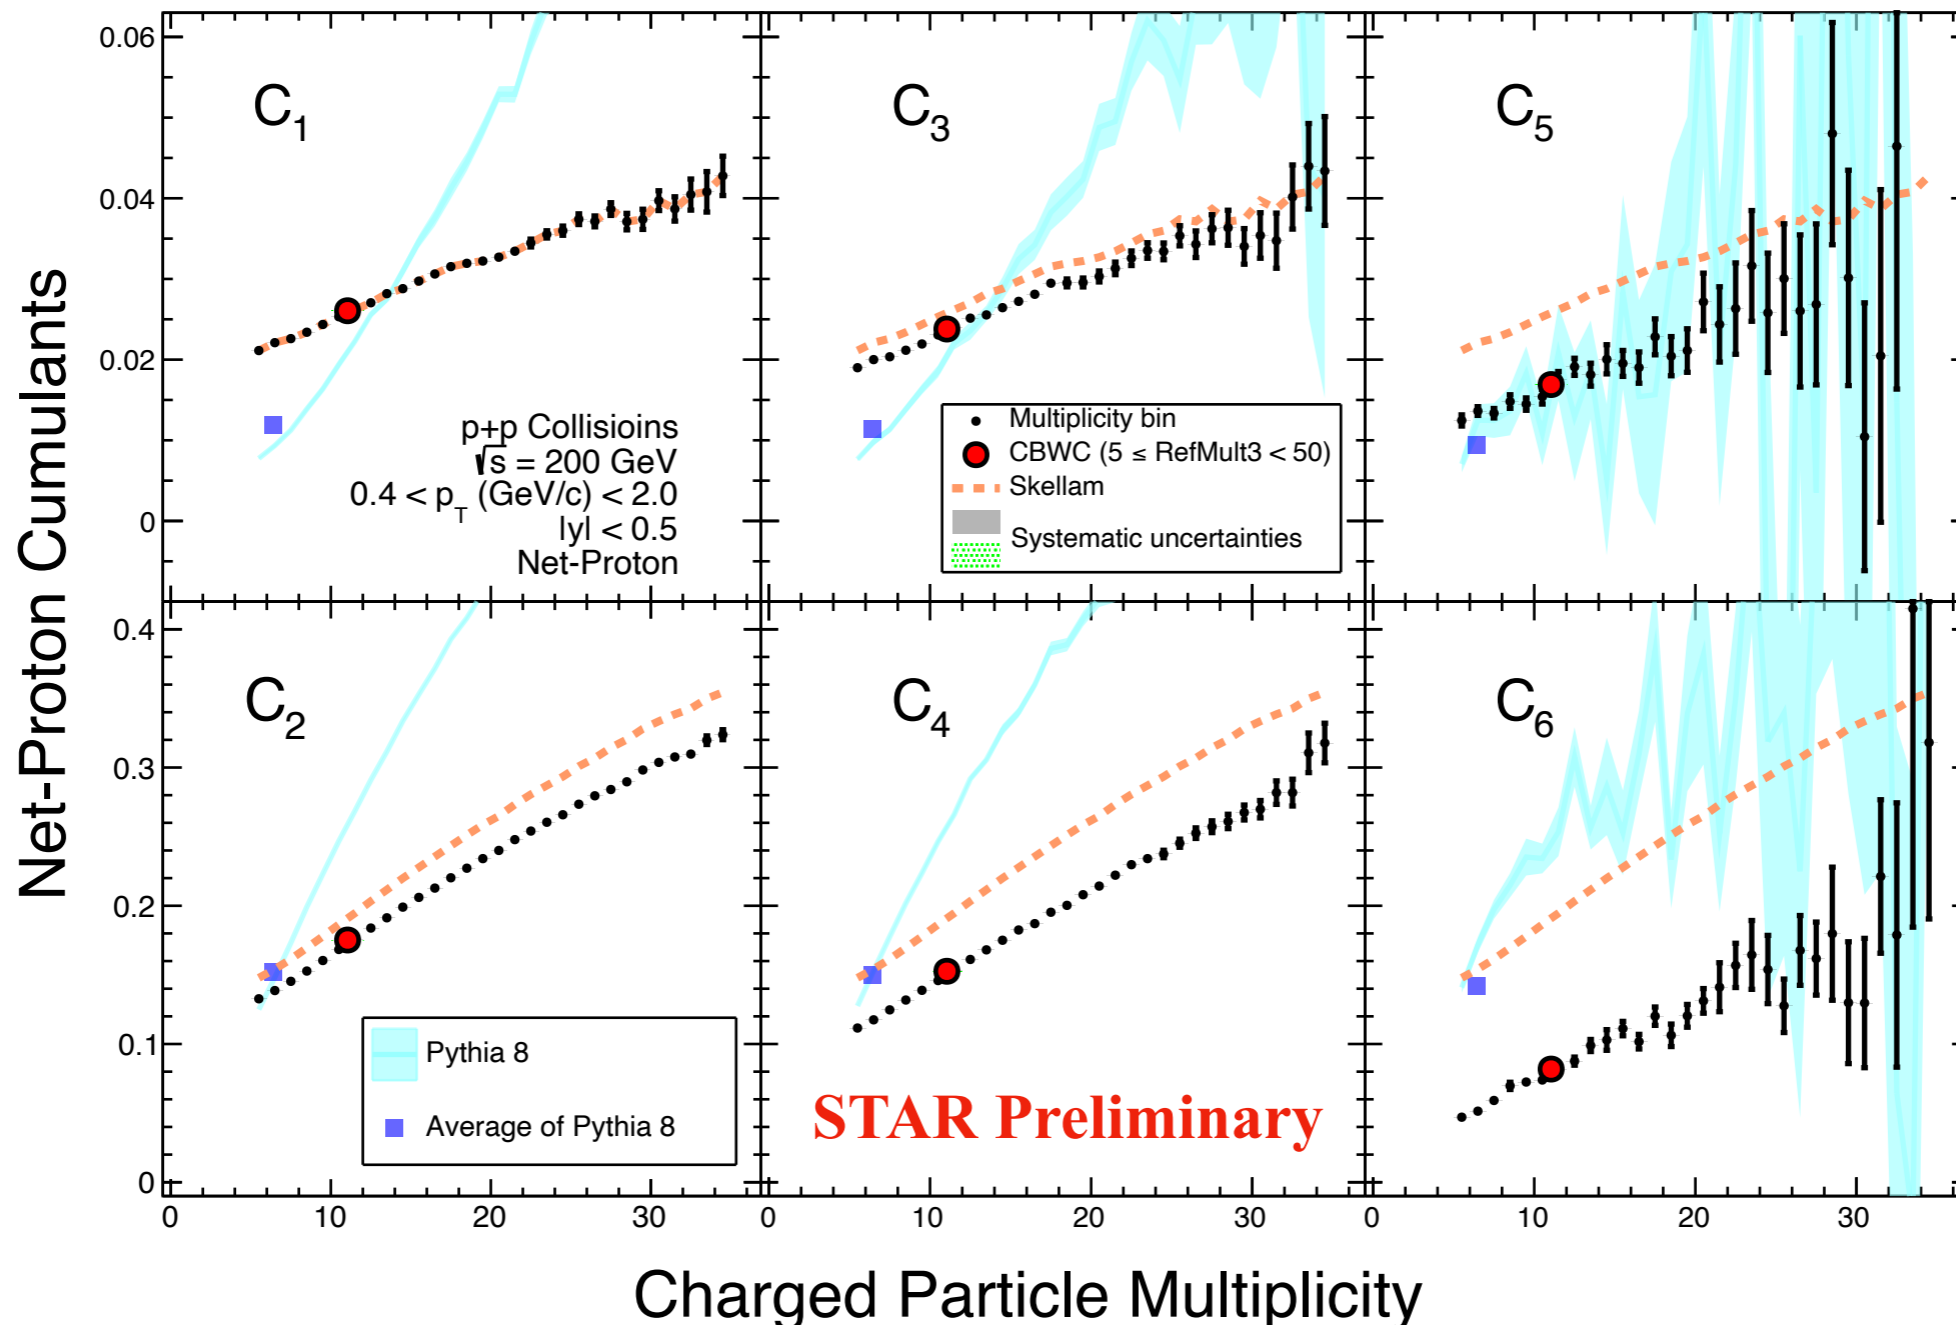 Net-Proton Cumulants
0.06
0.04
0.02
0
C1
p+p Collisioins
√s = 200 GeV
0.4 < pT (GeV/c) < 2.0
|y| < 0.5
Net-Proton
C3
Multiplicity bin
CBWC (5 ≤ RefMult3 < 50)
Skellam
Systematic uncertainties
C5
0.4
0.3
0.2
0.1
0
C2
Pythia 8
Average of Pythia 8
C4
STAR Preliminary
C6
0 10 20 30 0 10 20 30 0 10 20 30
Charged Particle Multiplicity